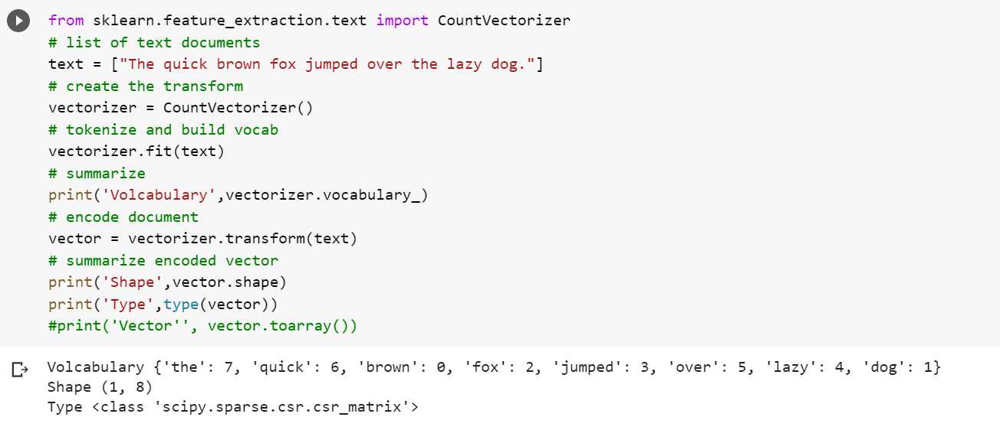 from sklearn.feature_extraction.text import CountVectorizer
# list of text documents
text = ["The quick brown fox jumped over the lazy dog."]
# create the transform
vectorizer = CountVectorizer()
# tokenize and build vocab
vectorizer.fit(text)
# summarize
print('Volcabulary',vectorizer.vocabulary_)
# encode document
vector = vectorizer.transform(text)
# summarize encoded vector
print('Shape',vector.shape)
print('Type',type(vector))
#print('Vector'', vector.toarray())
Volcabulary {'the': 7, 'quick': 6, 'brown': 0, 'fox': 2, 'jumped': 3, 'over': 5, 'lazy': 4, 'dog': 1}
Shape (1, 8)
Type <class 'scipy.sparse.csr.csr_matrix'>